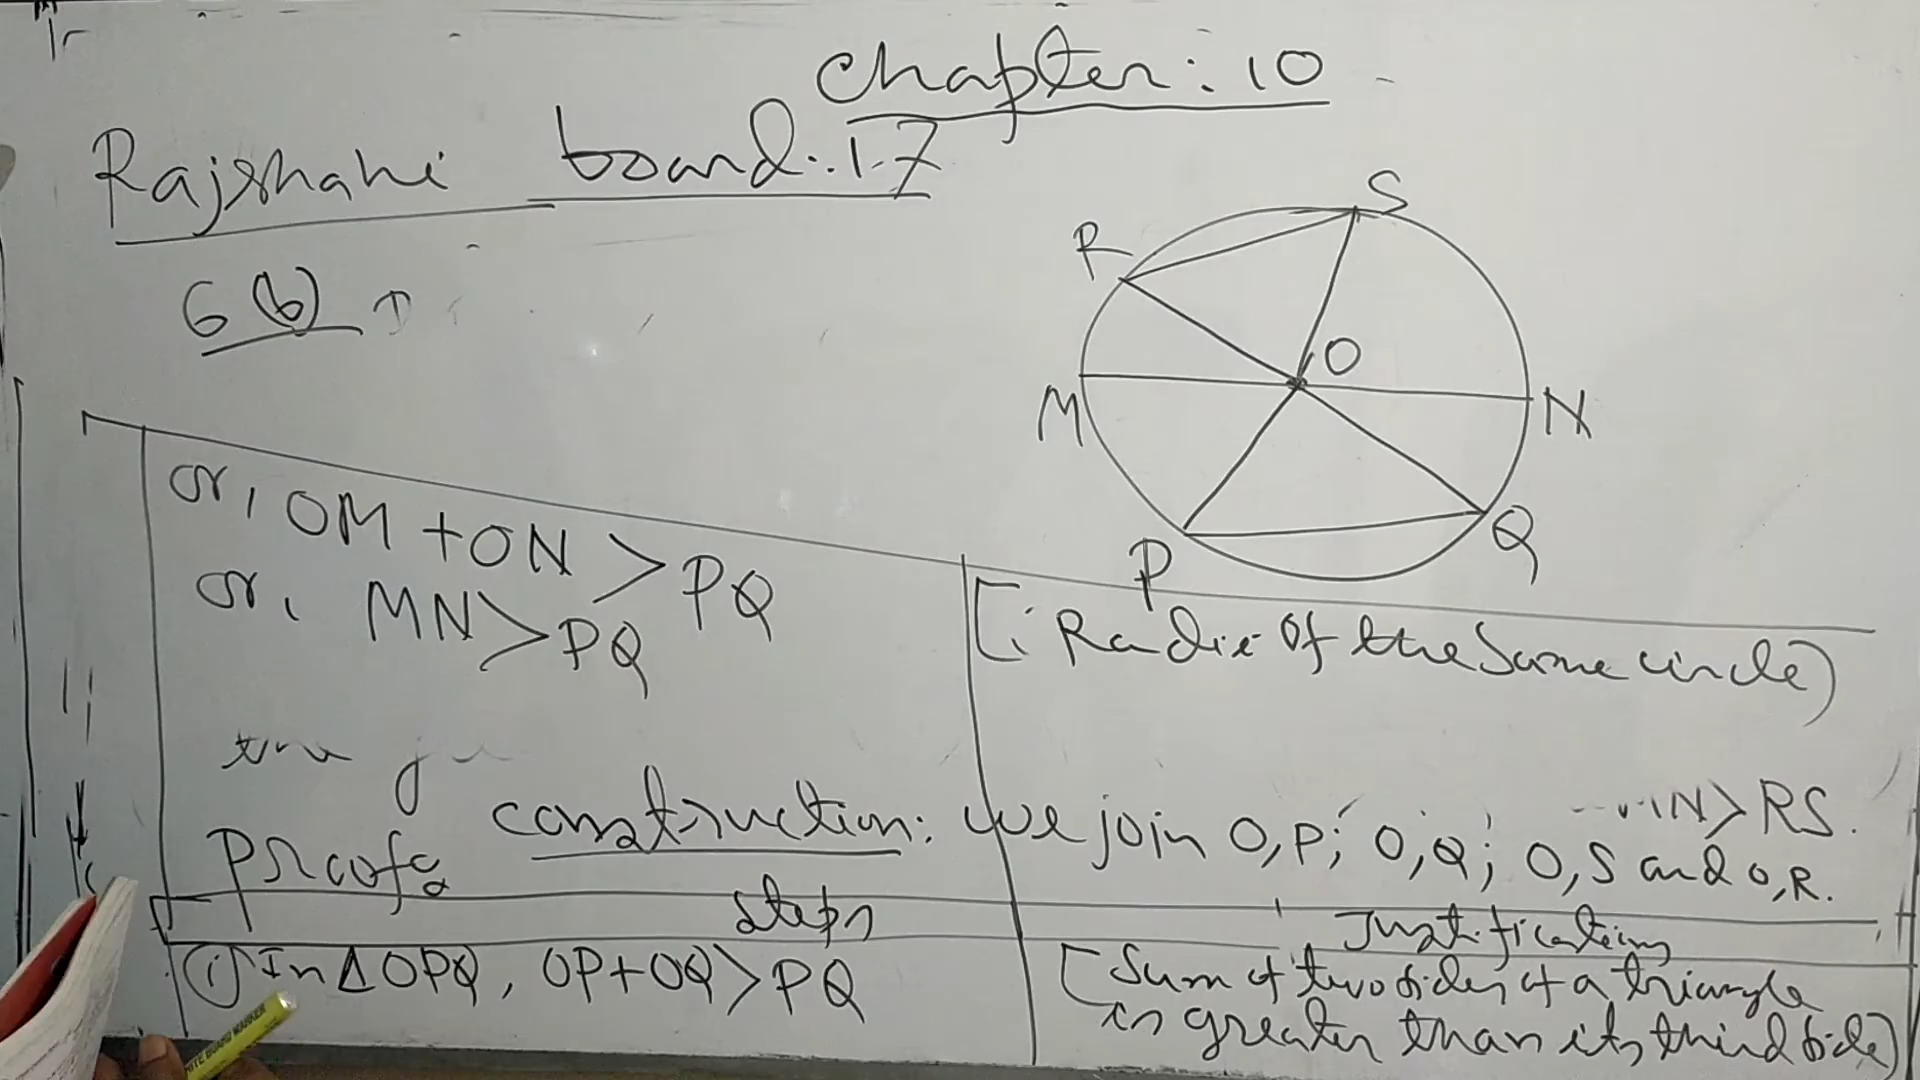 Chapter: 10
Rajshahi board: 17
6(b)
S
R
O
M
N
P
Q
or, OM + ON > PQ
or, MN > PQ
[∵ Radii of the same circle)
MN > RS.
construction: we join O,P; O,Q; O,S and O,R.
Proof:
steps
Justification
(i) In Δ OPQ, OP+OQ > PQ
[Sum of two sides of a triangle
is greater than its third side)